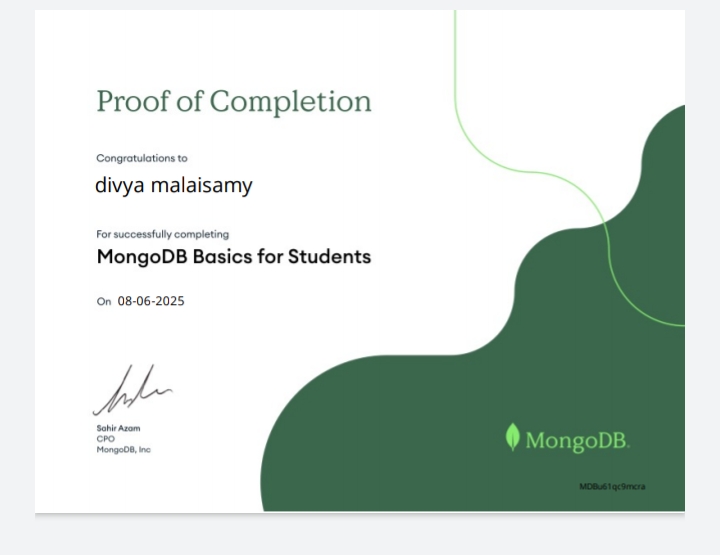 Proof of Completion
Congratulations to
divya malaisamy
For successfully completing
MongoDB Basics for Students
On 08-06-2025
Sahir Azam
CPO
MongoDB, Inc
MongoDB.
MDBu61qc9mcra